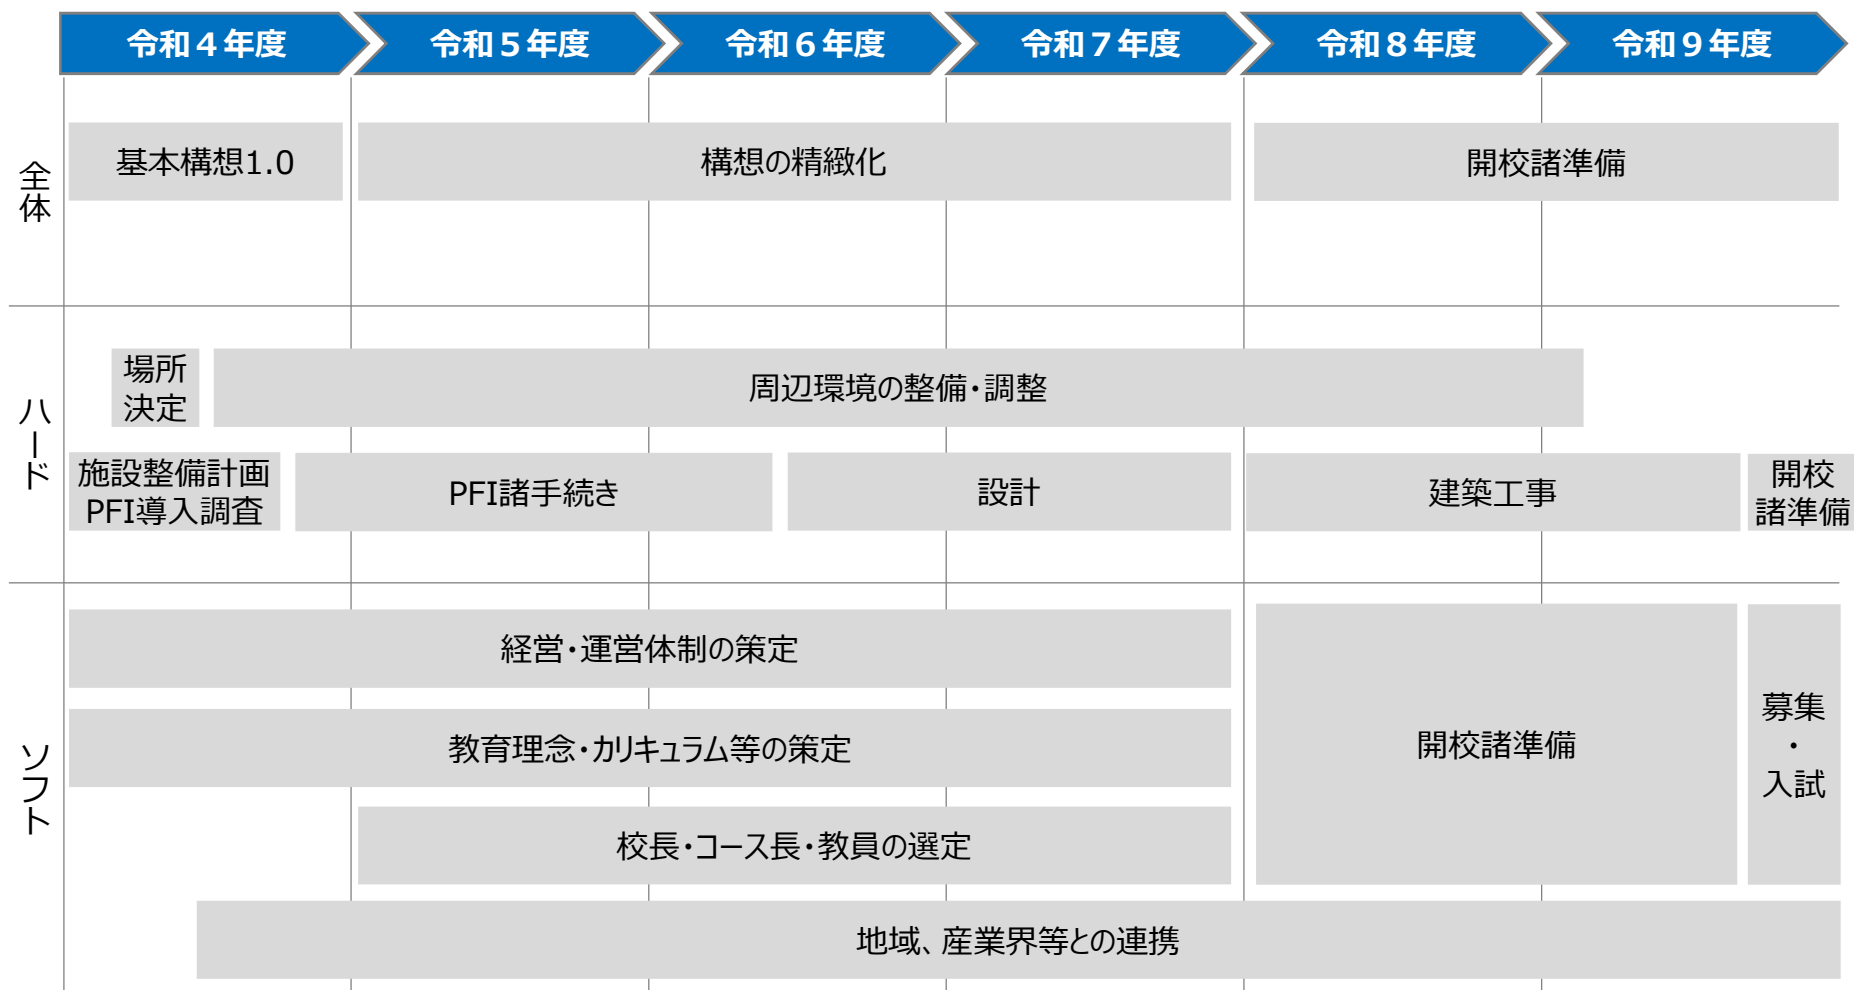 令和４年度
令和５年度
令和６年度
令和７年度
令和８年度
令和９年度
全体
基本構想1.0
構想の精緻化
開校諸準備
ハード
場所
決定
周辺環境の整備・調整
施設整備計画
PFI導入調査
PFI諸手続き
設計
建築工事
開校
諸準備
ソフト
経営・運営体制の策定
教育理念・カリキュラム等の策定
校長・コース長・教員の選定
開校諸準備
募集
・
入試
地域、産業界等との連携